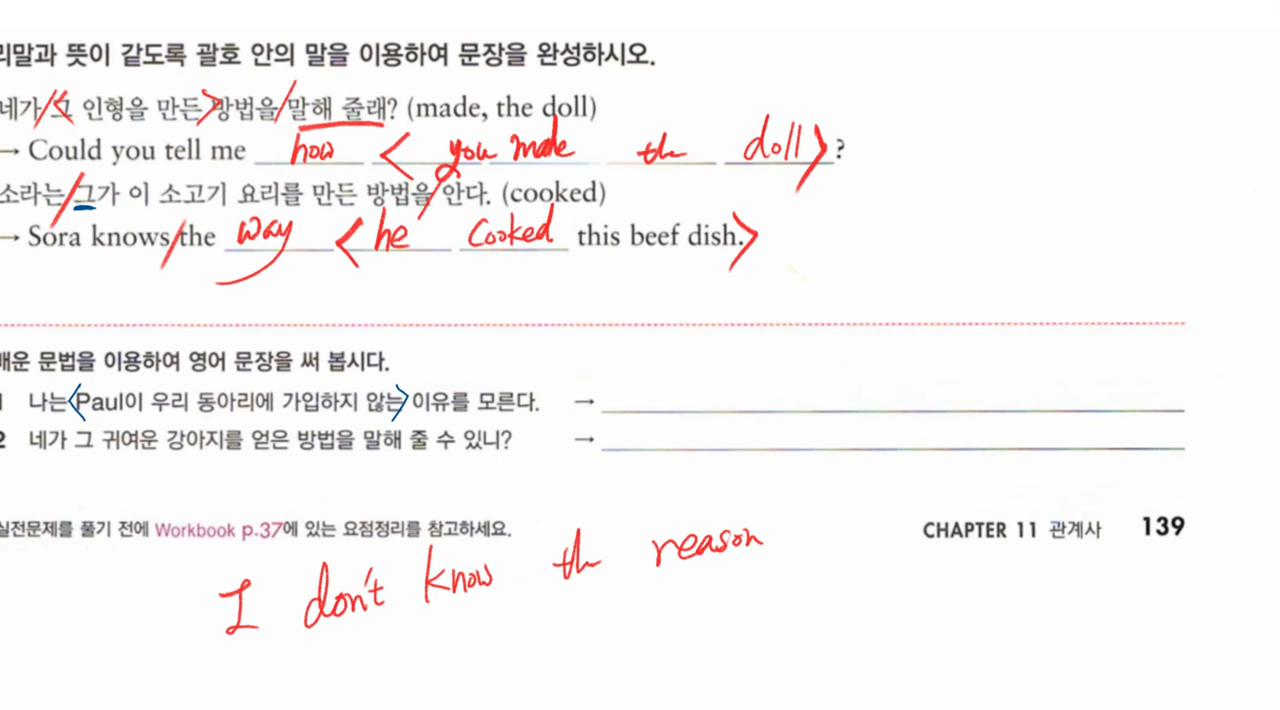 리말과 뜻이 같도록 괄호 안의 말을 이용하여 문장을 완성하시오.
네가 그 인형을 만든 방법을 말해 줄래? (made, the doll)
→ Could you tell me how you made the doll ?
소라는 그가 이 소고기 요리를 만든 방법을 안다. (cooked)
→ Sora knows the way he cooked this beef dish.
배운 문법을 이용하여 영어 문장을 써 봅시다.
1 나는 Paul이 우리 동아리에 가입하지 않는 이유를 모른다. →
2 네가 그 귀여운 강아지를 얻은 방법을 말해 줄 수 있니? →
실전문제를 풀기 전에 Workbook p.37에 있는 요점정리를 참고하세요.
CHAPTER 11 관계사 139
I don't know the reason